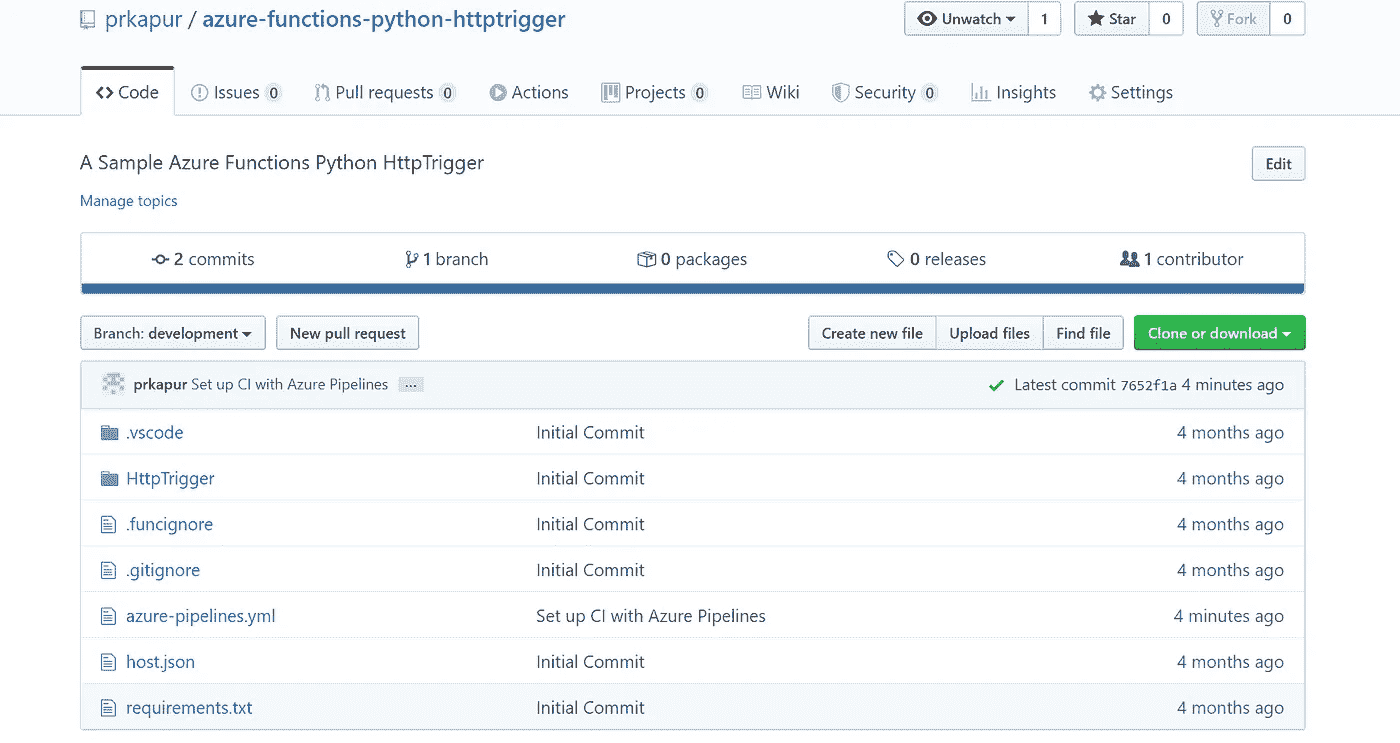 prkapur / azure-functions-python-httptrigger Unwatch 1 Star 0 Fork 0
Code Issues 0 Pull requests 0 Actions Projects 0 Wiki Security 0 Insights Settings
A Sample Azure Functions Python HttpTrigger Edit
Manage topics
2 commits 1 branch 0 packages 0 releases 1 contributor
Branch: development New pull request Create new file Upload files Find file Clone or download
prkapur Set up CI with Azure Pipelines ... Latest commit 7652f1a 4 minutes ago
.vscode Initial Commit 4 months ago
HttpTrigger Initial Commit 4 months ago
.funcignore Initial Commit 4 months ago
.gitignore Initial Commit 4 months ago
azure-pipelines.yml Set up CI with Azure Pipelines 4 minutes ago
host.json Initial Commit 4 months ago
requirements.txt Initial Commit 4 months ago